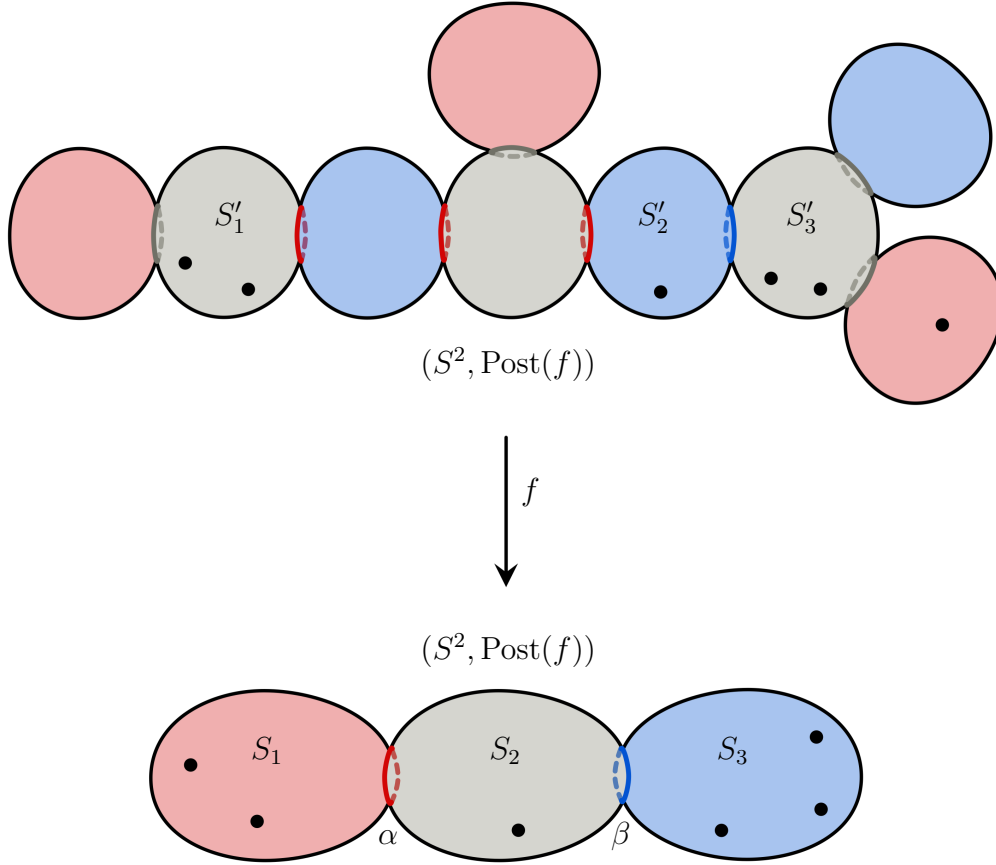 S′₁ S′₂ S′₃
(S², Post(f))
f
(S², Post(f))
S₁ S₂ S₃
α β